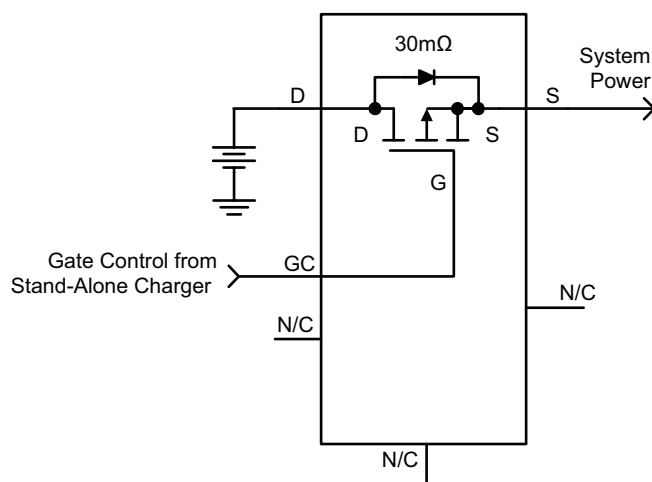 30mΩ
System
Power
D
S
D
S
G
Gate Control from
Stand-Alone Charger
GC
N/C
N/C
N/C